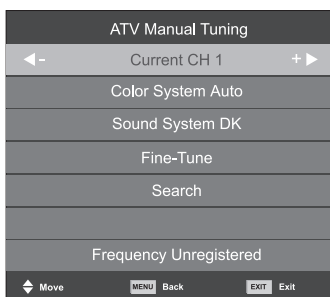 ATV Manual Tuning
- Current CH 1 +
Color System Auto
Sound System DK
Fine-Tune
Search
Frequency Unregistered
Move MENU Back EXIT Exit